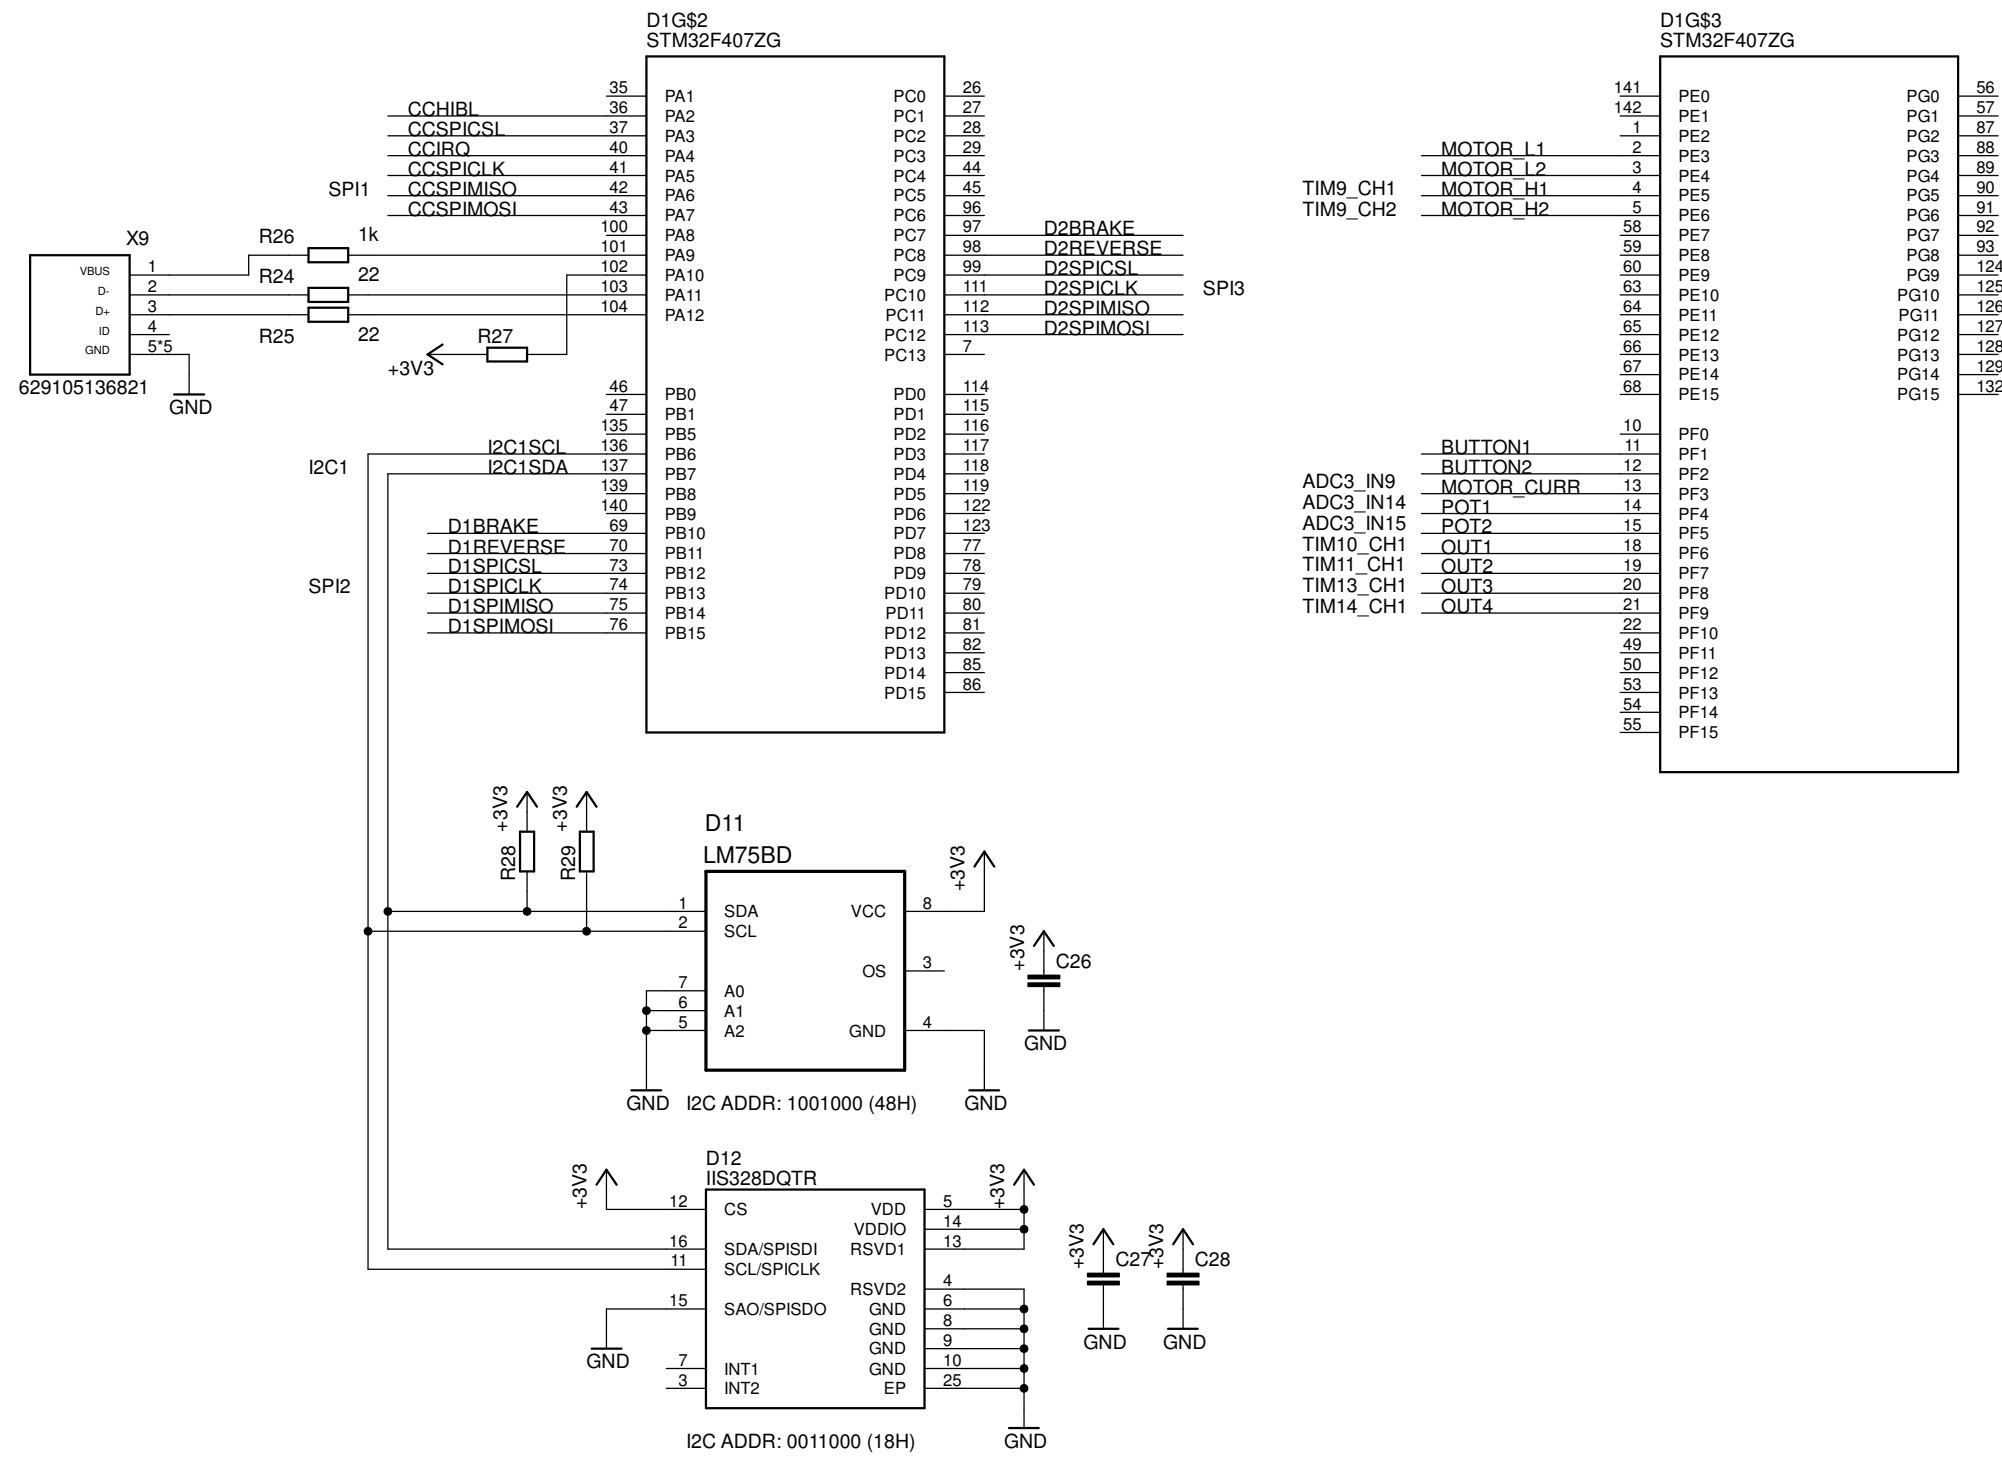 D1G$2
STM32F407ZG
35 PA1
CCHIBL 36 PA2
CCSPICSL 37 PA3
CCIRQ 40 PA4
CCSPICLK 41 PA5
SPI1 CCSPIMISO 42 PA6
CCSPIMOSI 43 PA7
100 PA8
101 PA9
102 PA10
103 PA11
104 PA12
46 PB0
47 PB1
135 PB5
I2C1SCL 136 PB6
I2C1 I2C1SDA 137 PB7
139 PB8
140 PB9
D1BRAKE 69 PB10
D1REVERSE 70 PB11
D1SPICSL 73 PB12
SPI2 D1SPICLK 74 PB13
D1SPIMISO 75 PB14
D1SPIMOSI 76 PB15
PC0 26
PC1 27
PC2 28
PC3 29
PC4 44
PC5 45
PC6 96
PC7 97 D2BRAKE
PC8 98 D2REVERSE
PC9 99 D2SPICSL
PC10 111 D2SPICLK SPI3
PC11 112 D2SPIMISO
PC12 113 D2SPIMOSI
PC13 7
PD0 114
PD1 115
PD2 116
PD3 117
PD4 118
PD5 119
PD6 122
PD7 123
PD8 77
PD9 78
PD10 79
PD11 80
PD12 81
PD13 82
PD14 85
PD15 86
X9
VBUS 1
D- 2
D+ 3
ID 4
GND 5*5
629105136821
GND
R26 1k
R24 22
R25 22
R27
+3V3
D1G$3
STM32F407ZG
141 PE0
142 PE1
1 PE2
MOTOR_L1 2 PE3
MOTOR_L2 3 PE4
TIM9_CH1 MOTOR_H1 4 PE5
TIM9_CH2 MOTOR_H2 5 PE6
58 PE7
59 PE8
60 PE9
63 PE10
64 PE11
65 PE12
66 PE13
67 PE14
68 PE15
10 PF0
BUTTON1 11 PF1
BUTTON2 12 PF2
ADC3_IN9 MOTOR_CURR 13 PF3
ADC3_IN14 POT1 14 PF4
ADC3_IN15 POT2 15 PF5
TIM10_CH1 OUT1 18 PF6
TIM11_CH1 OUT2 19 PF7
TIM13_CH1 OUT3 20 PF8
TIM14_CH1 OUT4 21 PF9
22 PF10
49 PF11
50 PF12
53 PF13
54 PF14
55 PF15
PG0 56
PG1 57
PG2 87
PG3 88
PG4 89
PG5 90
PG6 91
PG7 92
PG8 93
PG9 124
PG10 125
PG11 126
PG12 127
PG13 128
PG14 129
PG15 132
+3V3 R28
+3V3 R29
D11
LM75BD
1 SDA
2 SCL
7 A0
6 A1
5 A2
VCC 8
OS 3
GND 4
+3V3
+3V3 C26
GND
GND
I2C ADDR: 1001000 (48H)
GND
D12
IIS328DQTR
+3V3
12 CS
16 SDA/SPISDI
11 SCL/SPICLK
15 SAO/SPISDO
7 INT1
3 INT2
GND
VDD 5
VDDIO 14
RSVD1 13
RSVD2 4
GND 6
GND 8
GND 9
GND 10
EP 25
+3V3
GND
+3V3 C27
GND
+3V3 C28
GND
I2C ADDR: 0011000 (18H)